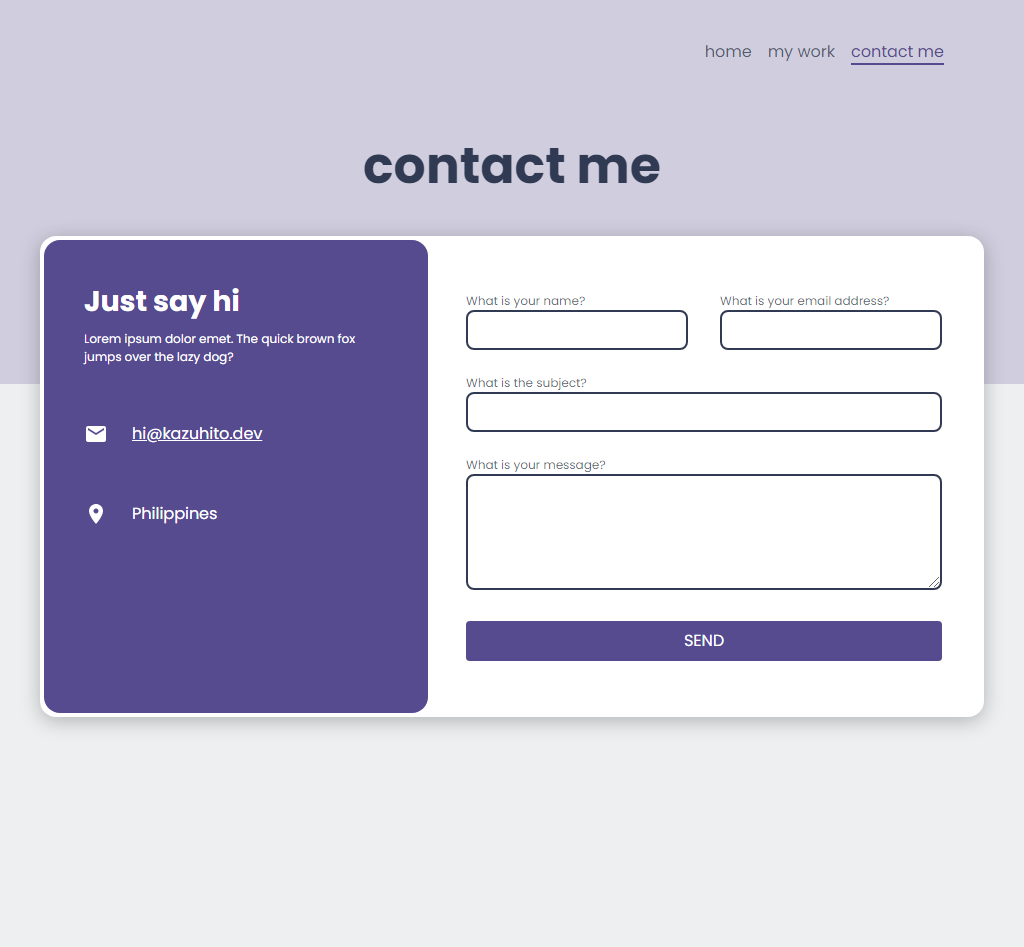 home my work contact me
contact me
Just say hi
Lorem ipsum dolor emet. The quick brown fox
jumps over the lazy dog?
hi@kazuhito.dev
Philippines
What is your name?
What is your email address?
What is the subject?
What is your message?
SEND